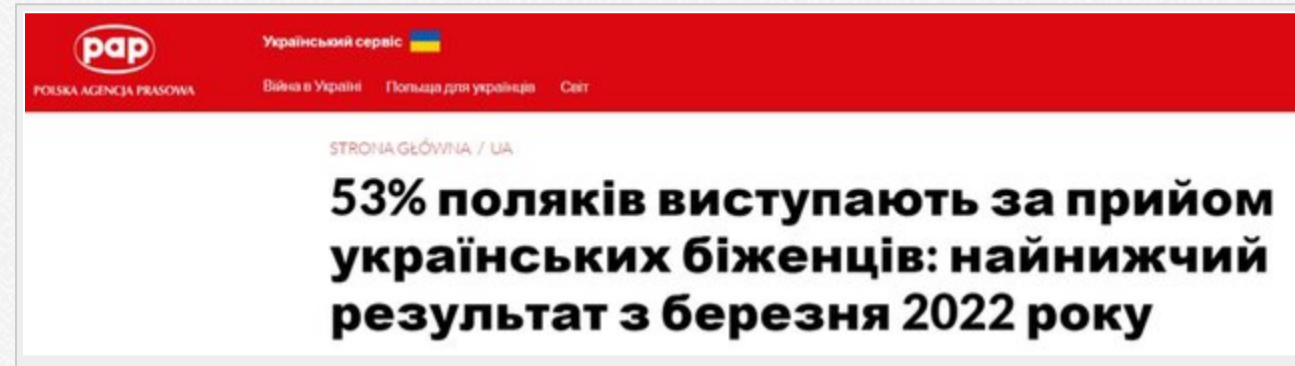 pap
Український сервіс
POLSKA AGENCJA PRASOWA
Війна в Україні Польща для українців Світ
STRONA GŁÓWNA / UA
53% поляків виступають за прийом
українських біженців: найнижчий
результат з березня 2022 року